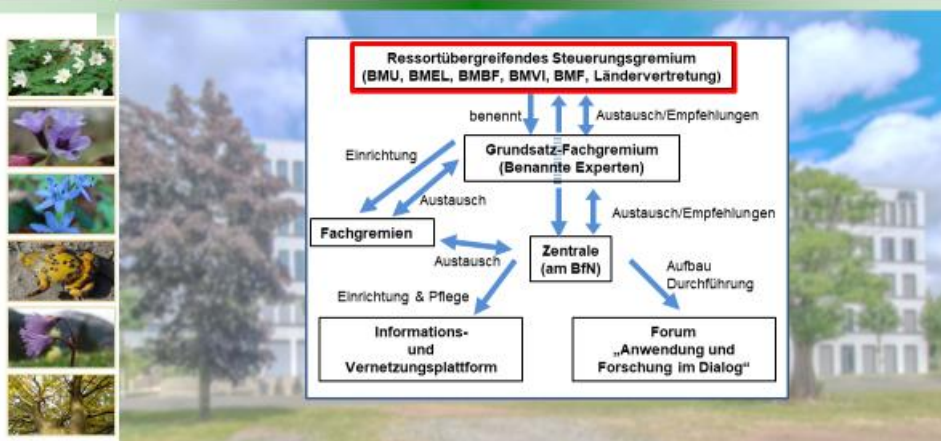 Ressortübergreifendes Steuerungsgremium
(BMU, BMEL, BMBF, BMVI, BMF, Ländervertretung)
benennt
Austausch/Empfehlungen
Einrichtung
Grundsatz-Fachgremium
(Benannte Experten)
Austausch
Austausch/Empfehlungen
Fachgremien
Austausch
Zentrale
(am BfN)
Aufbau
Durchführung
Einrichtung & Pflege
Informations-
und
Vernetzungsplattform
Forum
„Anwendung und
Forschung im Dialog“